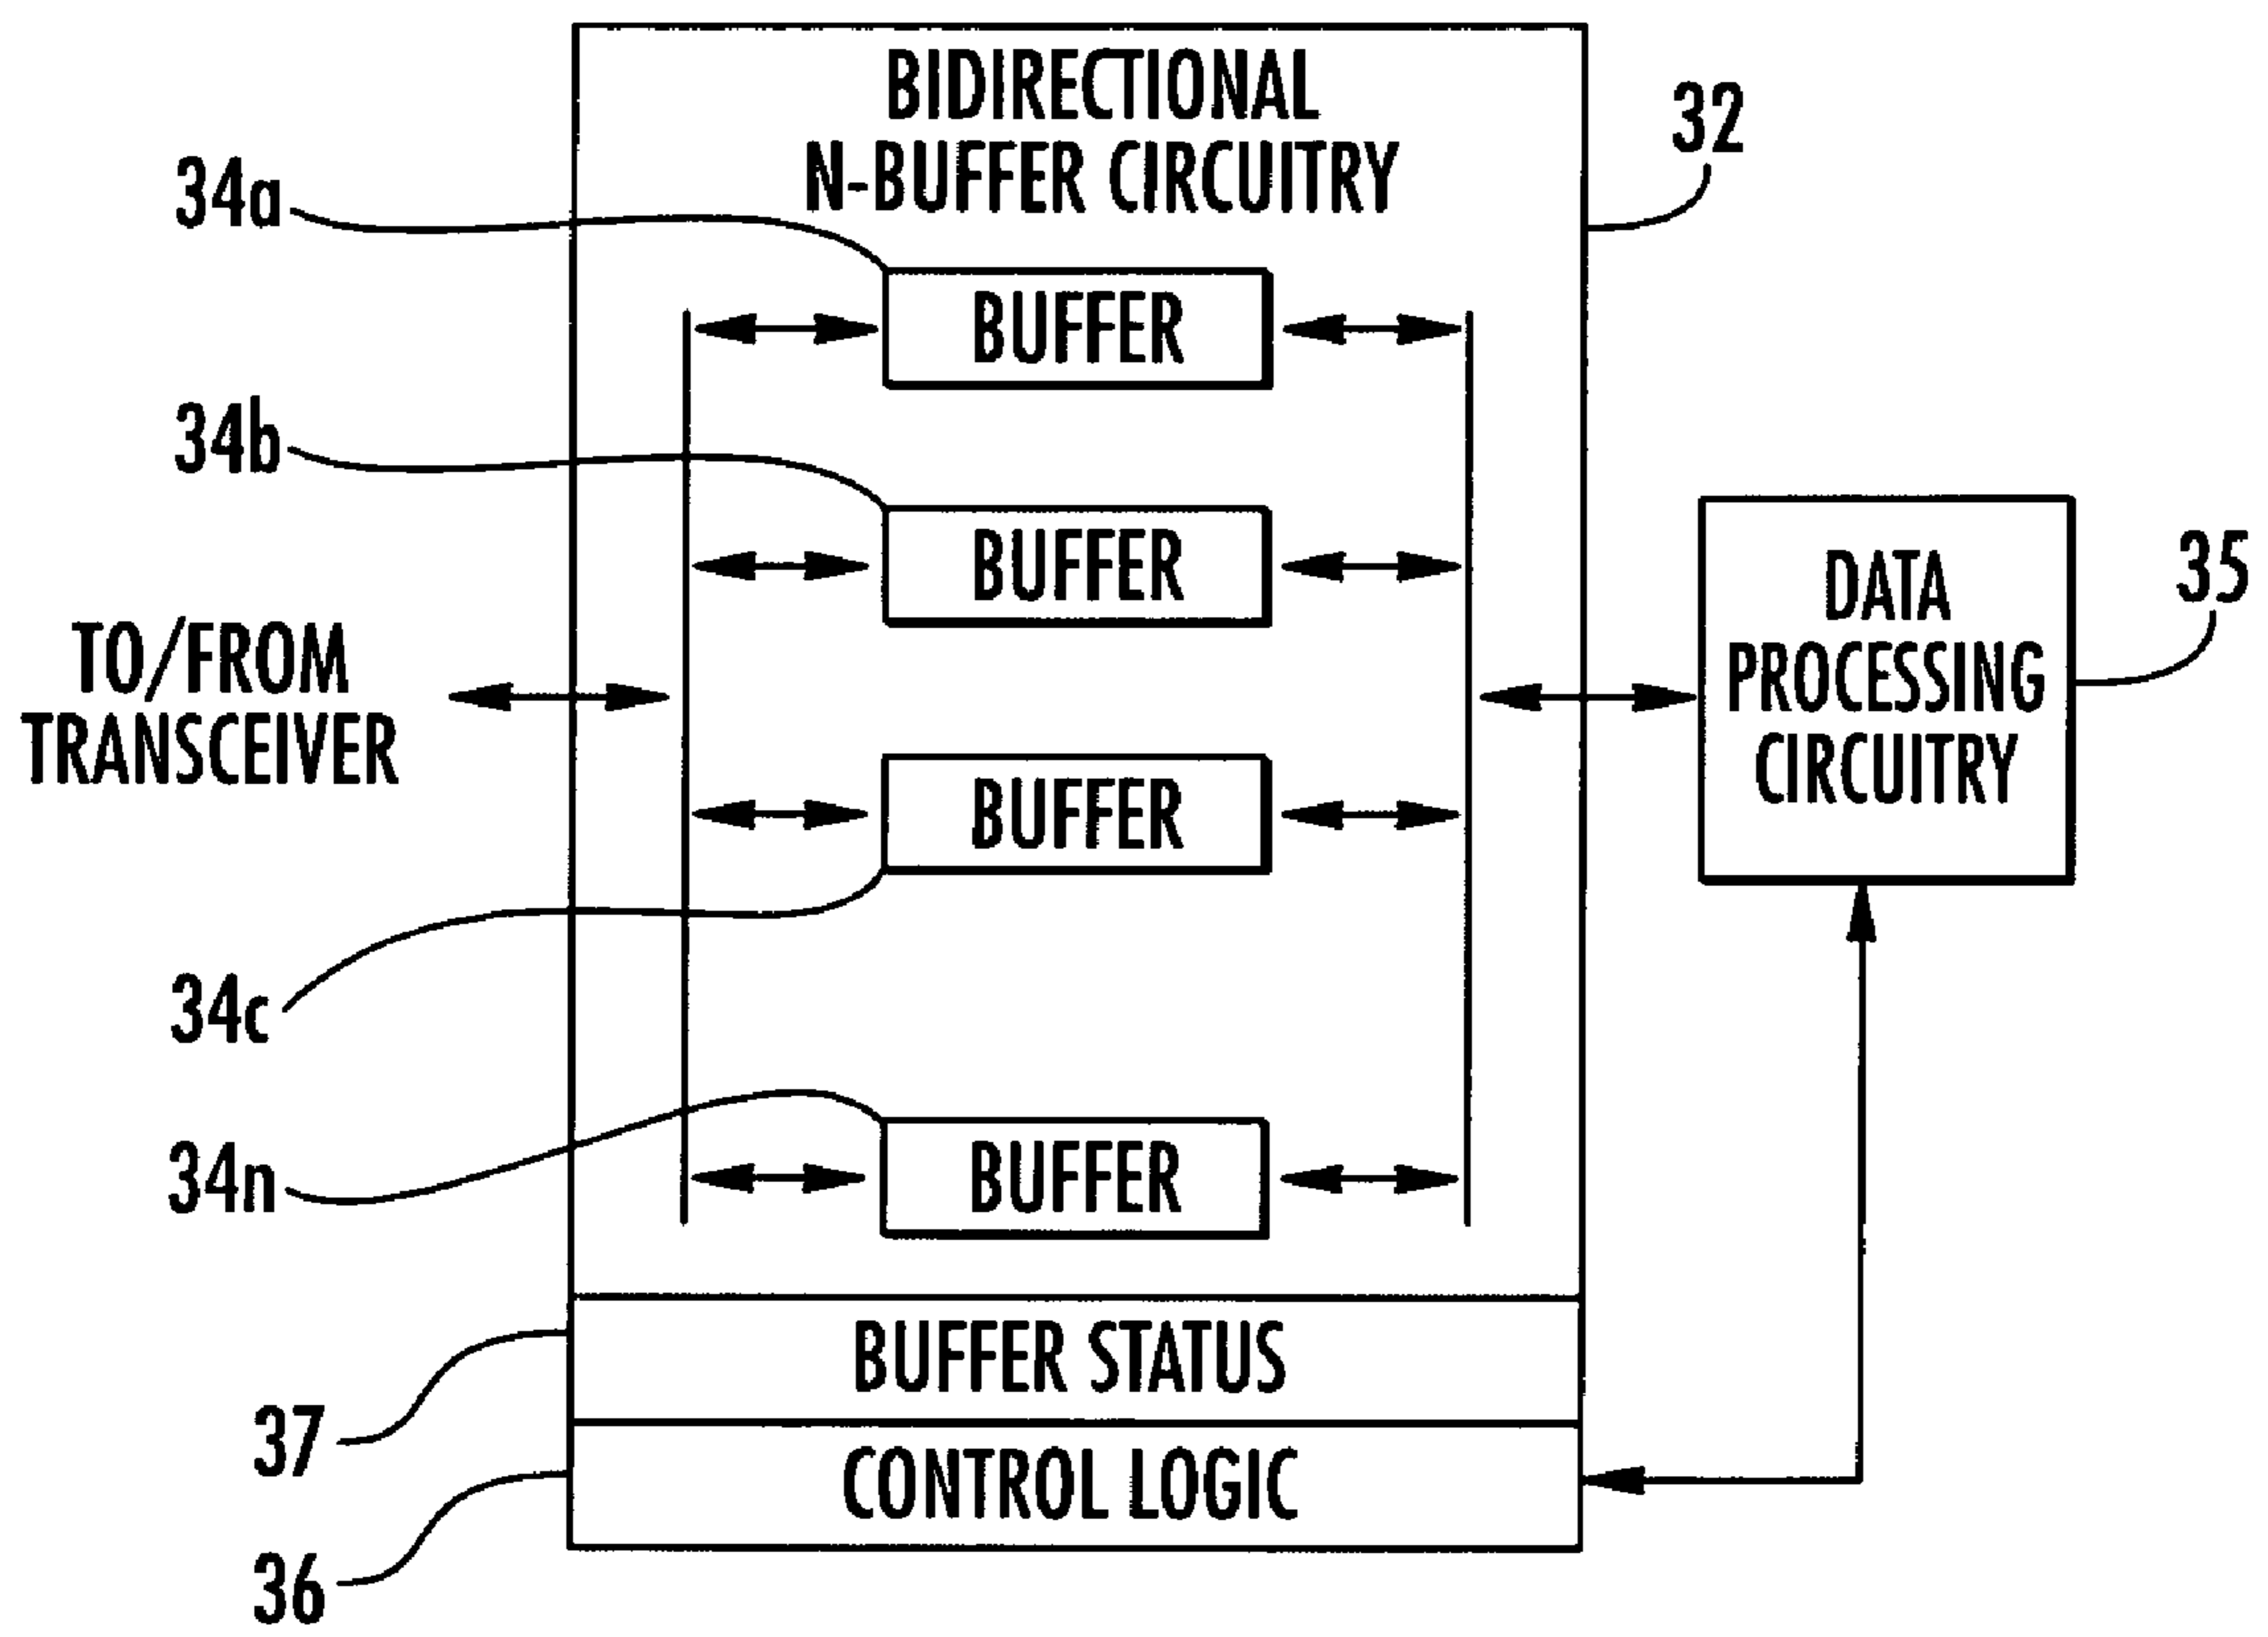 BIDIRECTIONAL
N-BUFFER CIRCUITRY
32
34a
BUFFER
34b
BUFFER
35
DATA
PROCESSING
CIRCUITRY
TO/FROM
TRANSCEIVER
BUFFER
34c
34n
BUFFER
BUFFER STATUS
37
CONTROL LOGIC
36